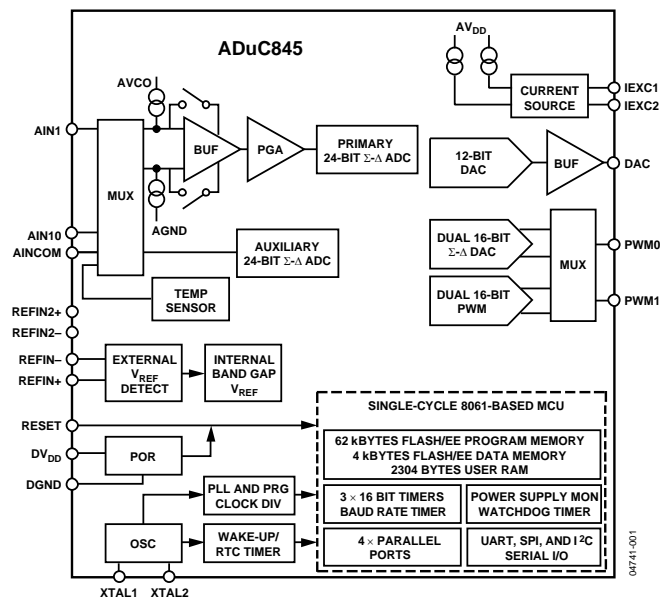 ADuC845
AVDD
AVCO
AIN1
MUX
BUF
PGA
PRIMARY
24-BIT Σ-Δ ADC
AGND
AIN10
AINCOM
AUXILIARY
24-BIT Σ-Δ ADC
TEMP
SENSOR
CURRENT
SOURCE
IEXC1
IEXC2
12-BIT
DAC
BUF
DAC
DUAL 16-BIT
Σ-Δ DAC
DUAL 16-BIT
PWM
MUX
PWM0
PWM1
REFIN2+
REFIN2–
REFIN–
REFIN+
EXTERNAL
VREF
DETECT
INTERNAL
BAND GAP
VREF
RESET
DVDD
DGND
POR
PLL AND PRG
CLOCK DIV
OSC
WAKE-UP/
RTC TIMER
XTAL1
XTAL2
SINGLE-CYCLE 8061-BASED MCU
62 kBYTES FLASH/EE PROGRAM MEMORY
4 kBYTES FLASH/EE DATA MEMORY
2304 BYTES USER RAM
3 × 16 BIT TIMERS
BAUD RATE TIMER
POWER SUPPLY MON
WATCHDOG TIMER
4 × PARALLEL
PORTS
UART, SPI, AND I2C
SERIAL I/O
04741-001